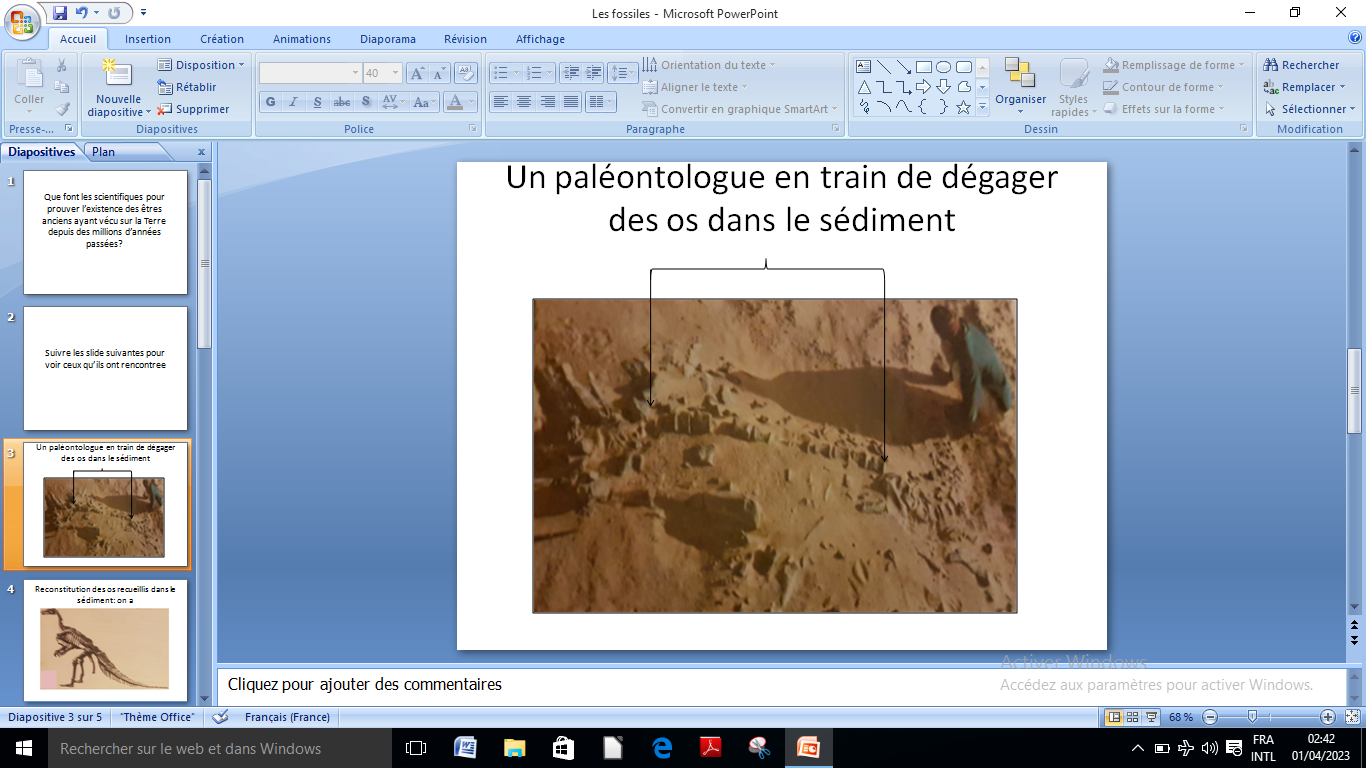 Les fossiles - Microsoft PowerPoint
Accueil
Insertion
Création
Animations
Diaporama
Révision
Affichage
Coller
Presse-...
Nouvelle
diapositive
Disposition
Rétablir
Supprimer
Diapositives
40
G I S abc S AV Aa A
Police
Orientation du texte
Aligner le texte
Convertir en graphique SmartArt
Paragraphe
Organiser
Styles
rapides
Remplissage de forme
Contour de forme
Effets sur la forme
Dessin
Rechercher
Remplacer
Sélectionner
Modification
Diapositives
Plan
x
1
Que font les scientifiques pour
prouver l'existence des êtres
anciens ayant vécu sur la Terre
depuis des millions d'années
passées?
2
Suivre les slide suivantes pour
voir ceux qu'ils ont rencontree
3
Un paléontologue en train de dégager
des os dans le sédiment
4
Reconstitution des os recueillis dans le
sédiment: on a
Un paléontologue en train de dégager
des os dans le sédiment
Cliquez pour ajouter des commentaires
Activer Windows
Accédez aux paramètres pour activer Windows.
Diapositive 3 sur 5
"Thème Office"
Français (France)
68 %
Rechercher sur le web et dans Windows
FRA
INTL
02:42
01/04/2023